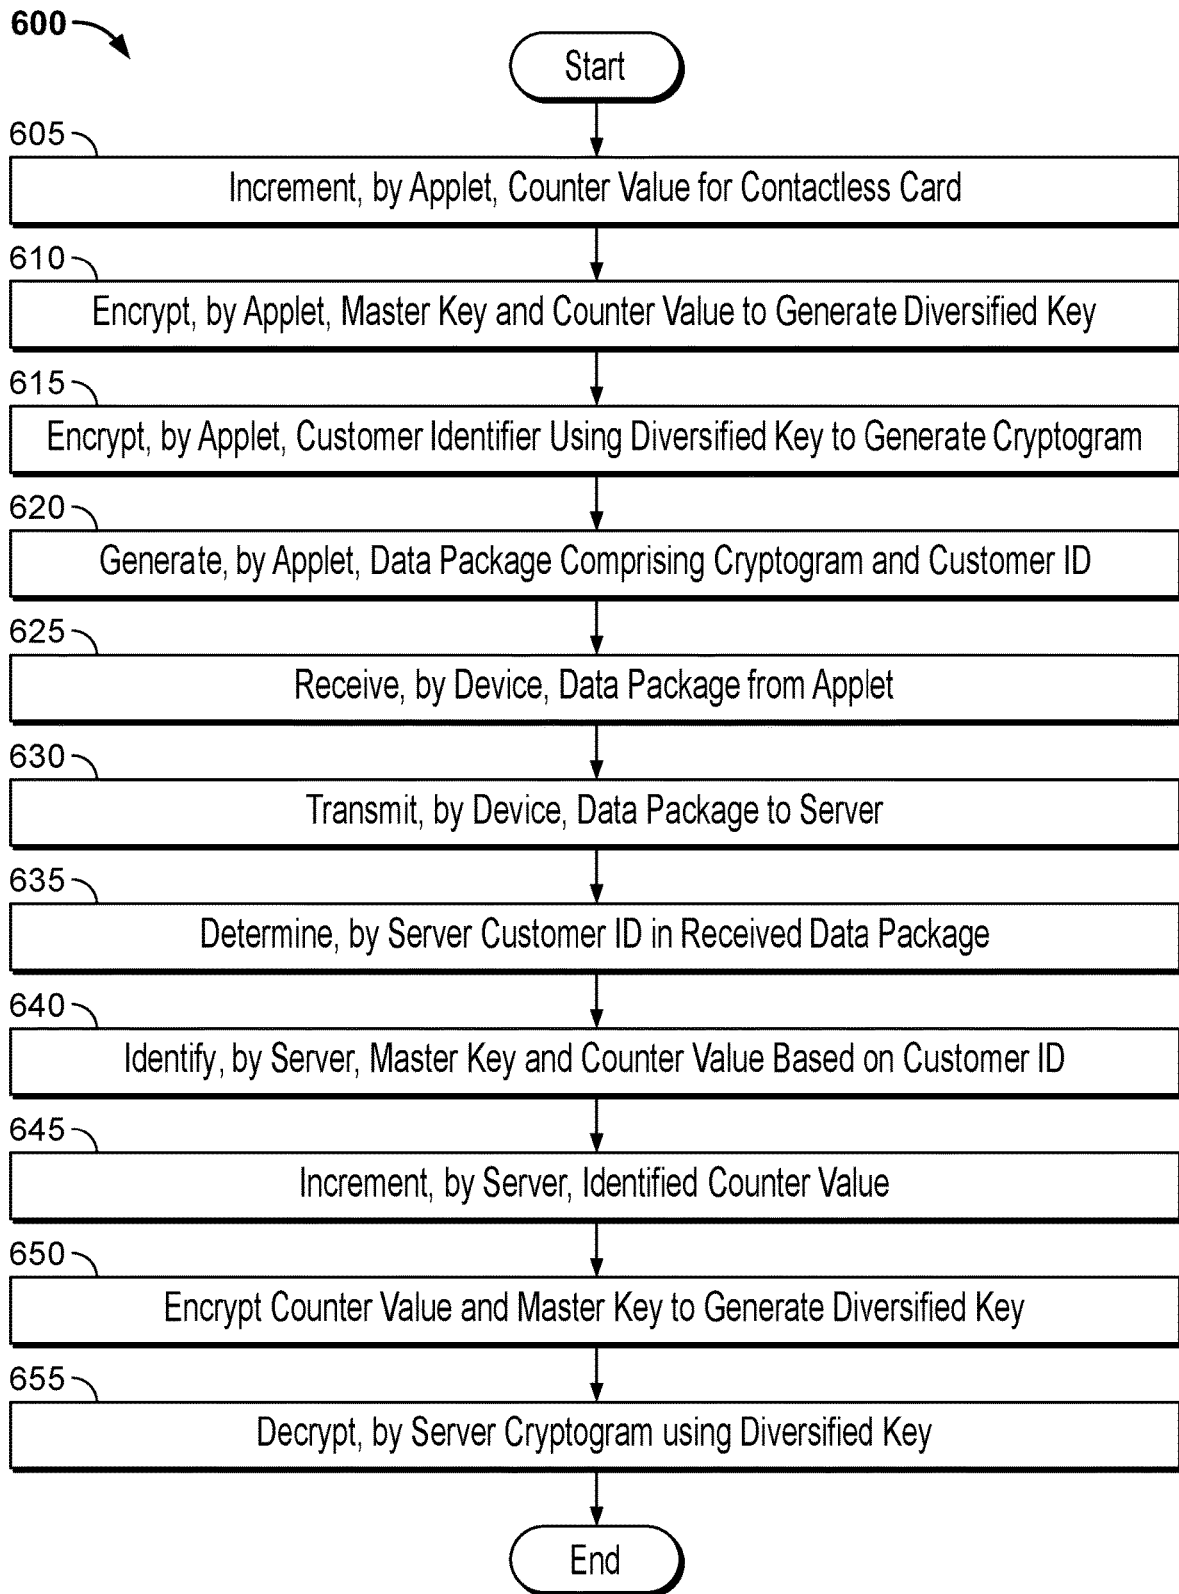 600
Start
605
Increment, by Applet, Counter Value for Contactless Card
610
Encrypt, by Applet, Master Key and Counter Value to Generate Diversified Key
615
Encrypt, by Applet, Customer Identifier Using Diversified Key to Generate Cryptogram
620
Generate, by Applet, Data Package Comprising Cryptogram and Customer ID
625
Receive, by Device, Data Package from Applet
630
Transmit, by Device, Data Package to Server
635
Determine, by Server Customer ID in Received Data Package
640
Identify, by Server, Master Key and Counter Value Based on Customer ID
645
Increment, by Server, Identified Counter Value
650
Encrypt Counter Value and Master Key to Generate Diversified Key
655
Decrypt, by Server Cryptogram using Diversified Key
End